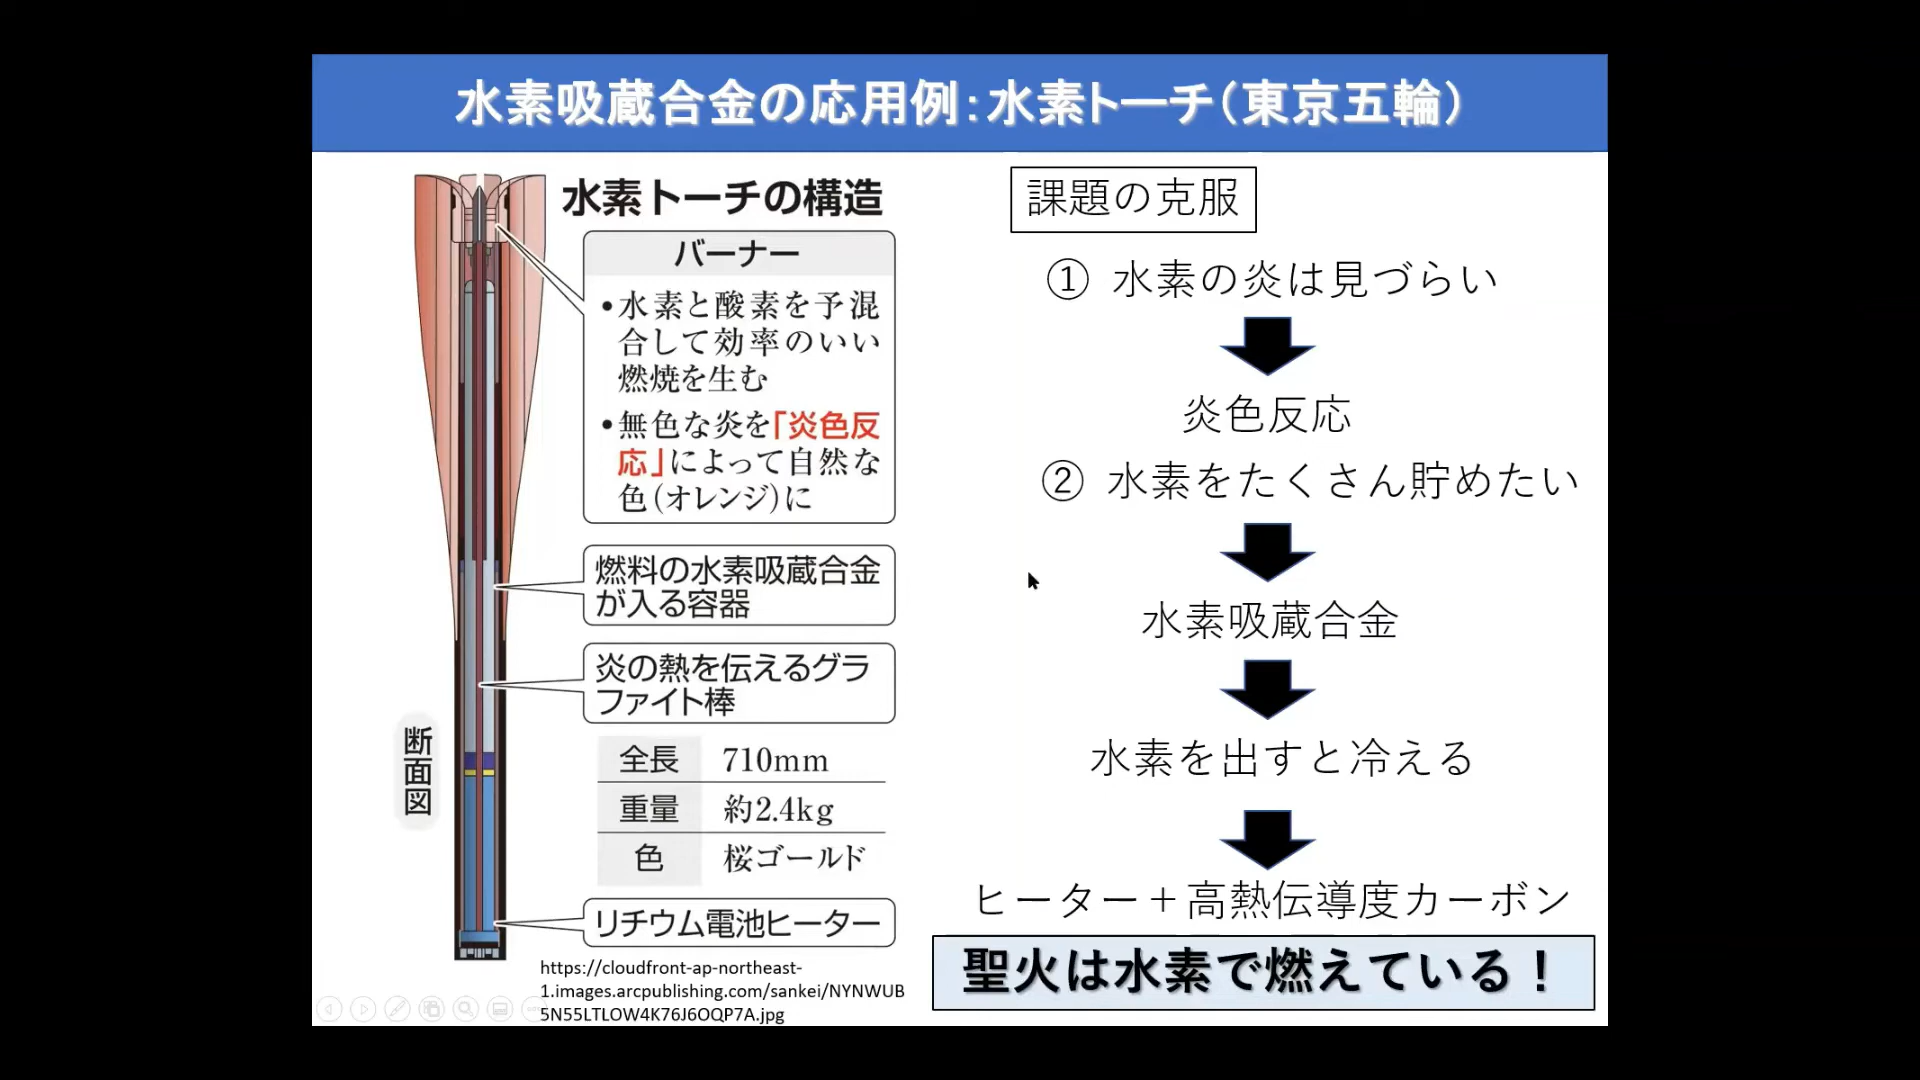 水素吸蔵合金の応用例：水素トーチ（東京五輪）
水素トーチの構造
バーナー
•水素と酸素を予混
合して効率のいい
燃焼を生む
•無色な炎を「炎色反
応」によって自然な
色（オレンジ）に
燃料の水素吸蔵合金
が入る容器
炎の熱を伝えるグラ
ファイト棒
断面図
全長 710mm
重量 約2.4kg
色 桜ゴールド
リチウム電池ヒーター
https://cloudfront-ap-northeast-
1.images.arcpublishing.com/sankei/NYNWUB
5N55LTLOW4K76J6OQP7A.jpg
課題の克服
① 水素の炎は見づらい
炎色反応
② 水素をたくさん貯めたい
水素吸蔵合金
水素を出すと冷える
ヒーター＋高熱伝導度カーボン
聖火は水素で燃えている！